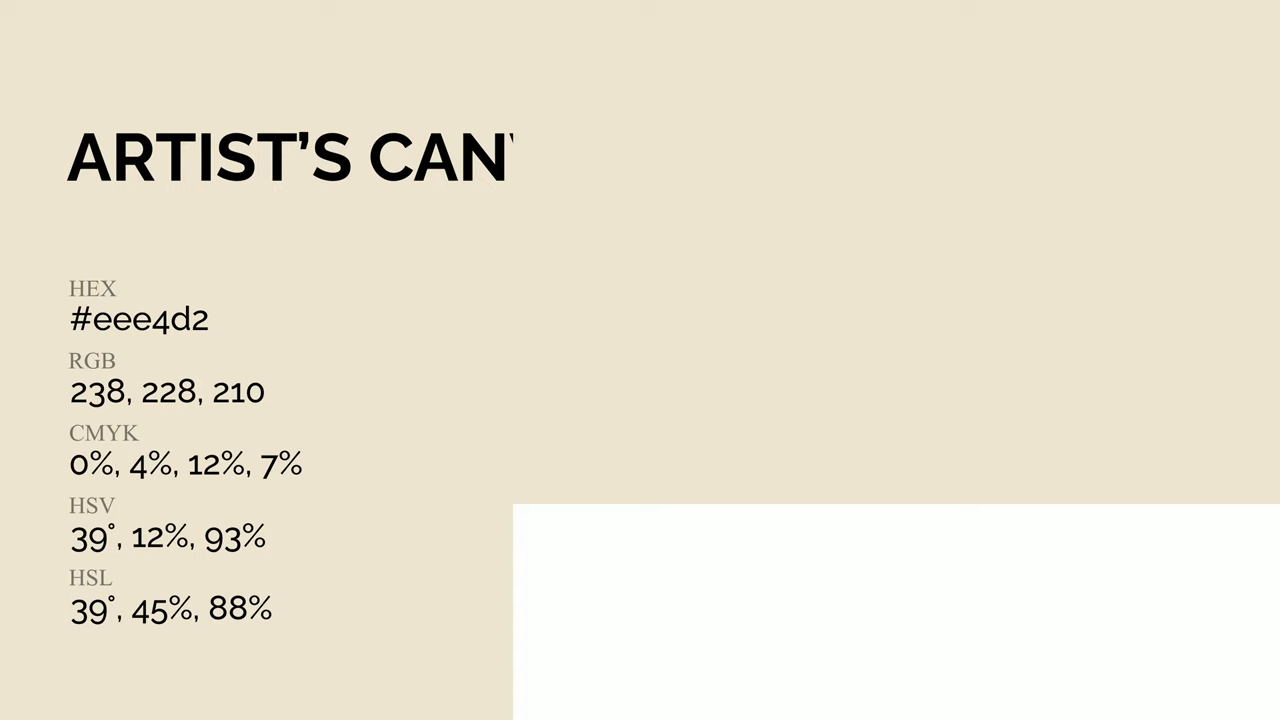 ARTIST’S CAN
HEX
#eee4d2
RGB
238, 228, 210
CMYK
0%, 4%, 12%, 7%
HSV
39°, 12%, 93%
HSL
39°, 45%, 88%